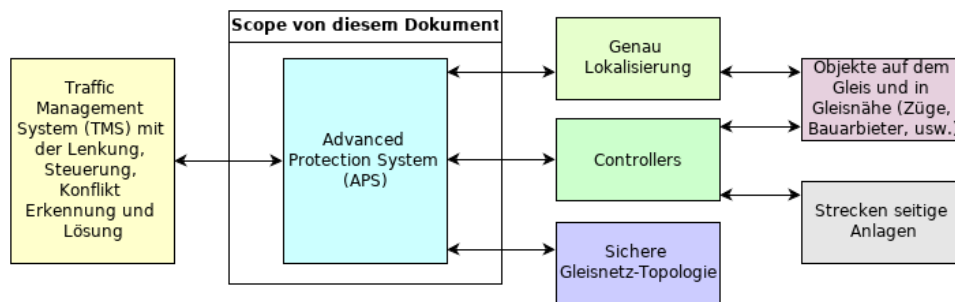 Scope von diesem Dokument
Traffic
Management
System (TMS) mit
der Lenkung,
Steuerung,
Konflikt
Erkennung und
Lösung
Advanced
Protection System
(APS)
Genau
Lokalisierung
Controllers
Sichere
Gleisnetz-Topologie
Objekte auf dem
Gleis und in
Gleisnähe (Züge,
Bauarbieter, usw.)
Strecken seitige
Anlagen